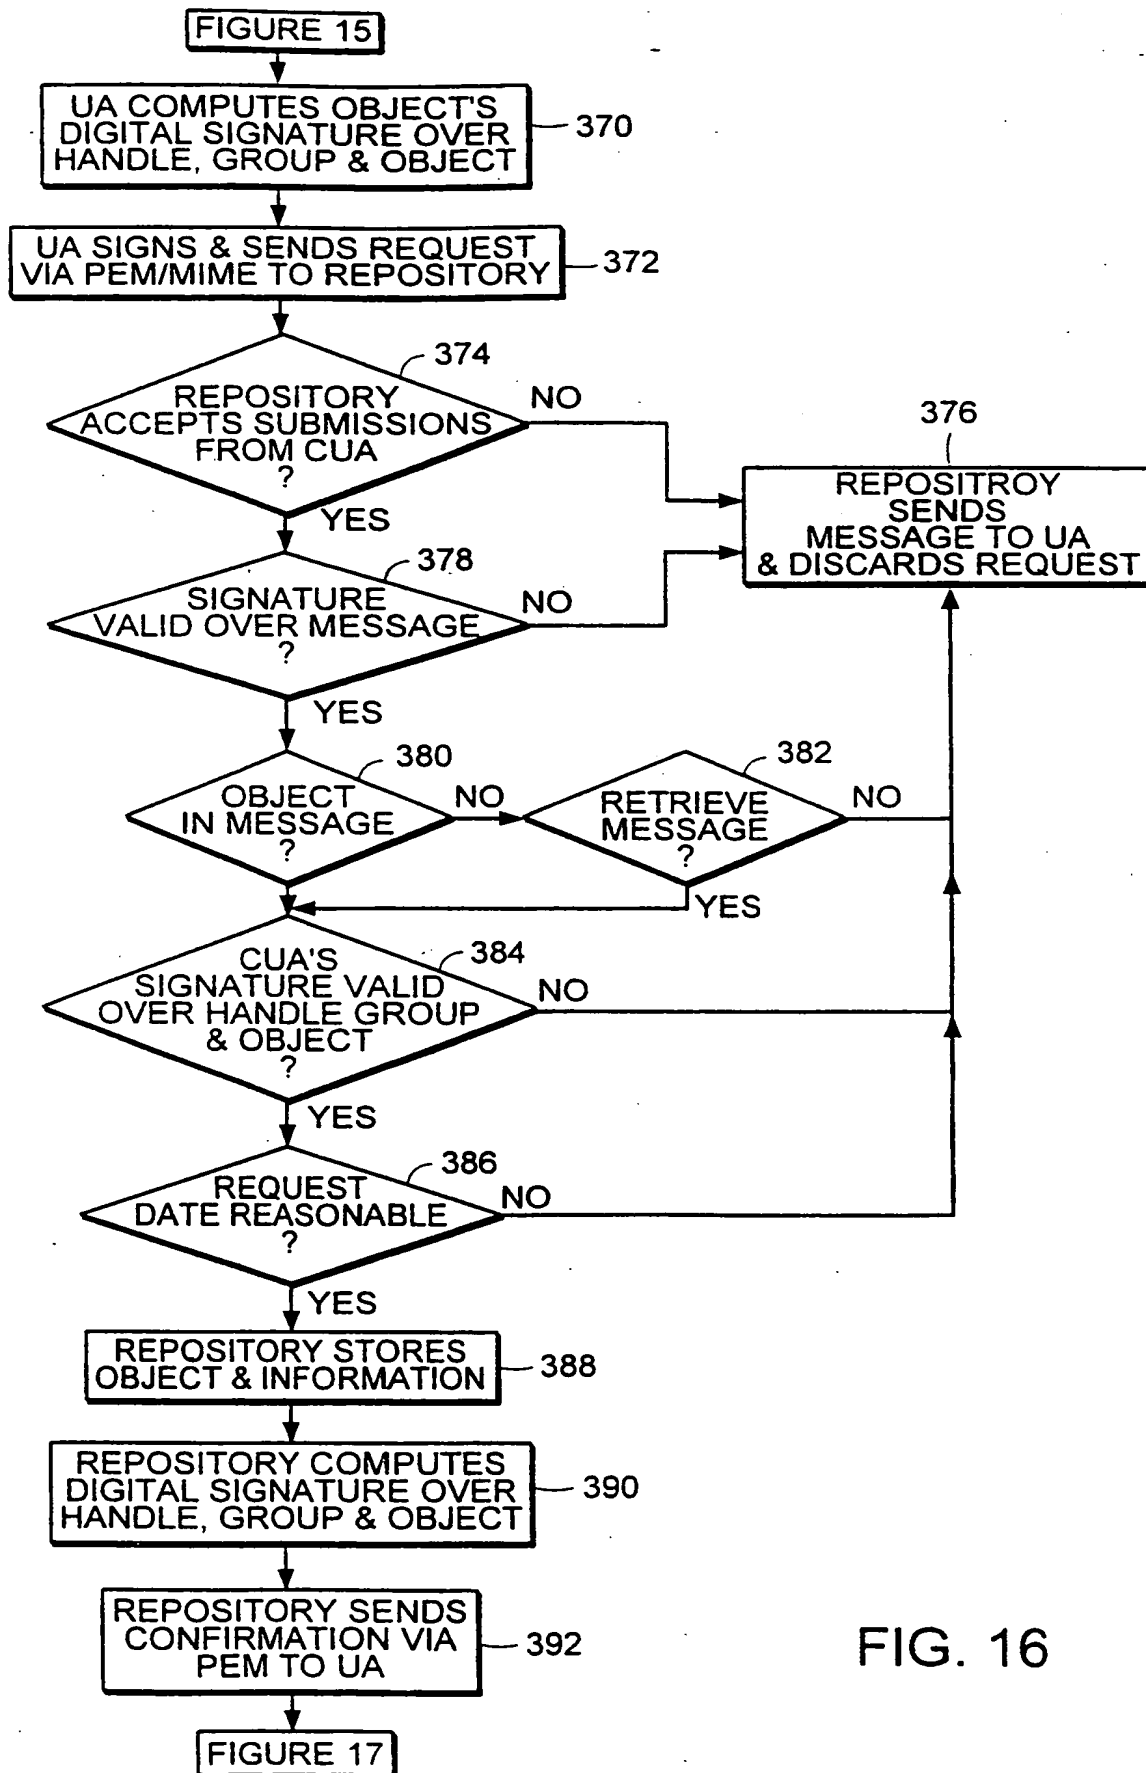 FIGURE 15
UA COMPUTES OBJECT'S
DIGITAL SIGNATURE OVER
HANDLE, GROUP & OBJECT
370
UA SIGNS & SENDS REQUEST
VIA PEM/MIME TO REPOSITORY
372
374
REPOSITORY
ACCEPTS SUBMISSIONS
FROM CUA
?
NO
YES
376
REPOSITROY
SENDS
MESSAGE TO UA
& DISCARDS REQUEST
378
SIGNATURE
VALID OVER MESSAGE
?
NO
YES
380
OBJECT
IN MESSAGE
?
NO
382
RETRIEVE
MESSAGE
?
NO
YES
384
CUA'S
SIGNATURE VALID
OVER HANDLE GROUP
& OBJECT
?
NO
YES
386
REQUEST
DATE REASONABLE
?
NO
YES
REPOSITORY STORES
OBJECT & INFORMATION
388
REPOSITORY COMPUTES
DIGITAL SIGNATURE OVER
HANDLE, GROUP & OBJECT
390
REPOSITORY SENDS
CONFIRMATION VIA
PEM TO UA
392
FIGURE 17
FIG. 16